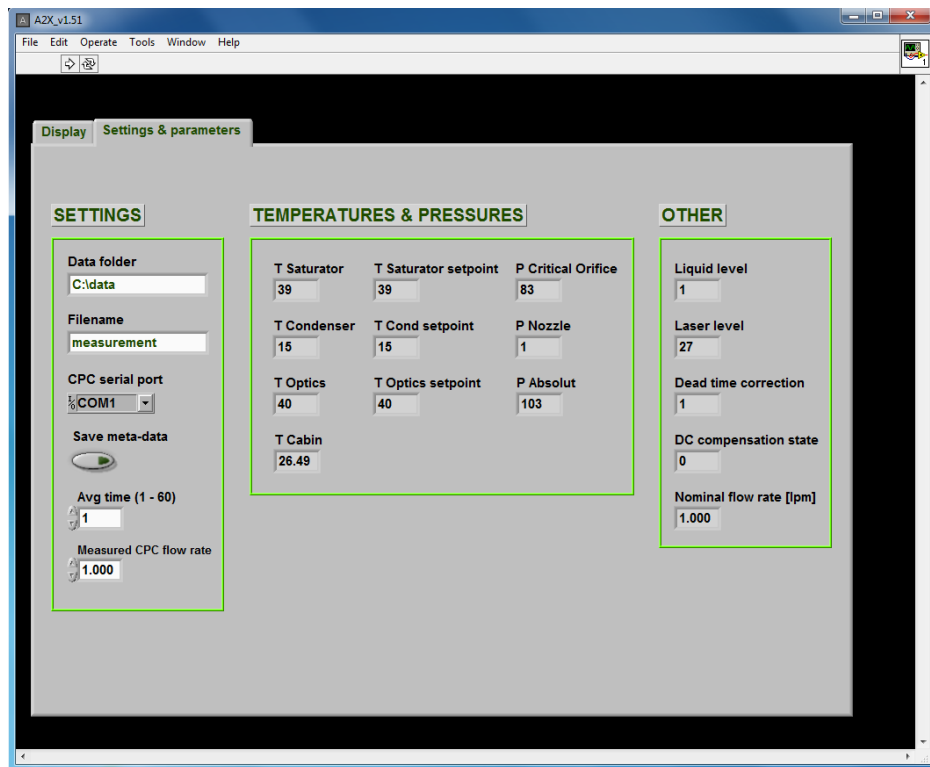 A2X_v1.51
File Edit Operate Tools Window Help
1
Display Settings & parameters
SETTINGS
Data folder
C:\data
Filename
measurement
CPC serial port
I/O COM1
Save meta-data
Avg time (1 - 60)
1
Measured CPC flow rate
1.000
TEMPERATURES & PRESSURES
T Saturator T Saturator setpoint P Critical Orifice
39 39 83
T Condenser T Cond setpoint P Nozzle
15 15 1
T Optics T Optics setpoint P Absolut
40 40 103
T Cabin
26.49
OTHER
Liquid level
1
Laser level
27
Dead time correction
1
DC compensation state
0
Nominal flow rate [lpm]
1.000